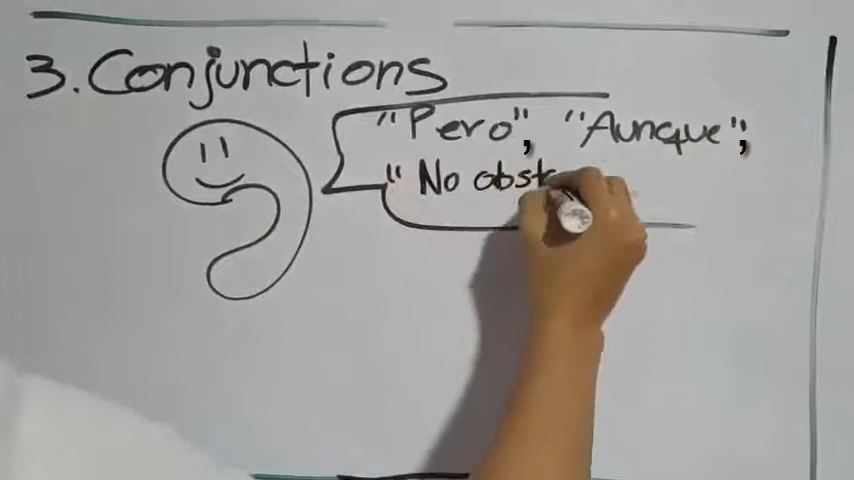 3. Conjunctions
"Pero", "Aunque",
" No obst